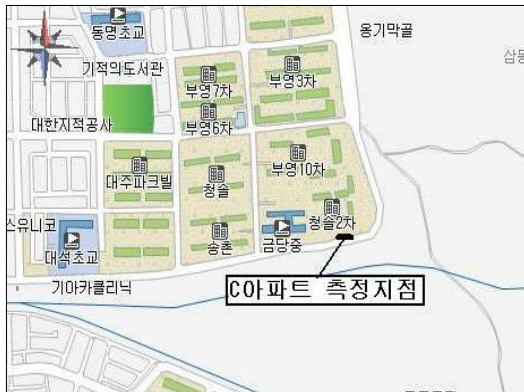 동명초교
옹기막골
기적의도서관
부영7차
부영3차
대한지적공사
부영6차
대주파크빌
청솔
부영10차
스유니코
송촌
금당중
청솔2차
대석초교
기아카클리닉
C아파트 측정지점